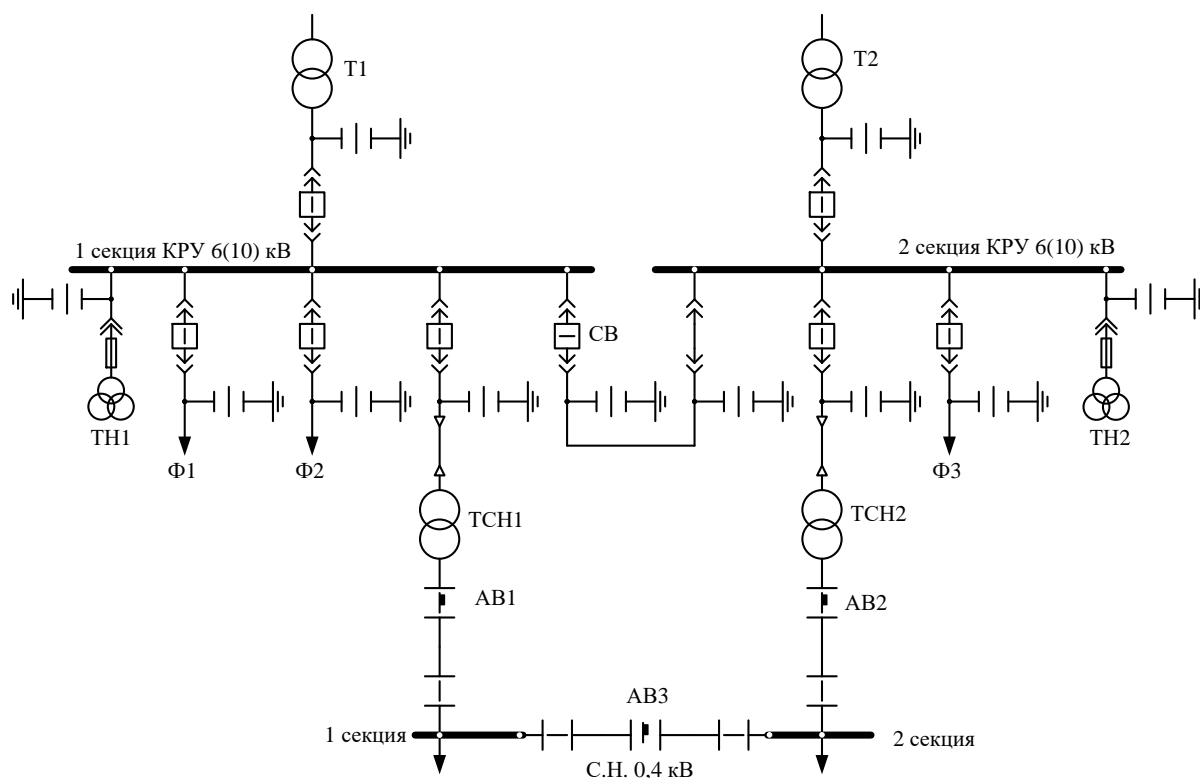 Т1
Т2
1 секция КРУ 6(10) кВ
2 секция КРУ 6(10) кВ
СВ
ТН1
ТН2
Ф1
Ф2
Ф3
ТСН1
ТСН2
АВ1
АВ2
АВ3
1 секция
2 секция
С.Н. 0,4 кВ